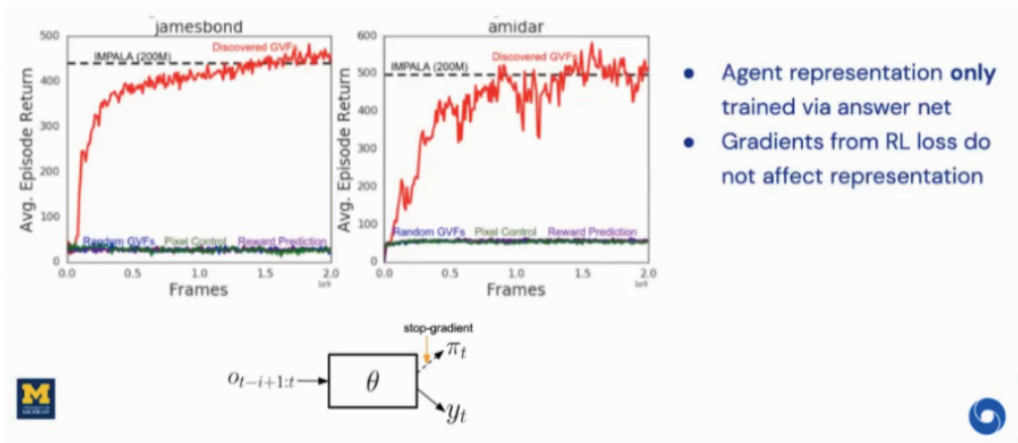 jamesbond
500
400
300
200
100
0
Avg. Episode Return
IMPALA (200M)
Discovered GVFs
Random GVFs Pixel Control Reward Prediction
0.0 0.5 1.0 1.5 2.0
1e9
Frames
amidar
600
500
400
300
200
100
0
Avg. Episode Return
IMPALA (200M)
Discovered GVFs
Random GVFs Pixel Control Reward Prediction
0.0 0.5 1.0 1.5 2.0
1e9
Frames
● Agent representation only
trained via answer net
● Gradients from RL loss do
not affect representation
stop-gradient
o_{t−i+1:t} θ π_t
y_t
M